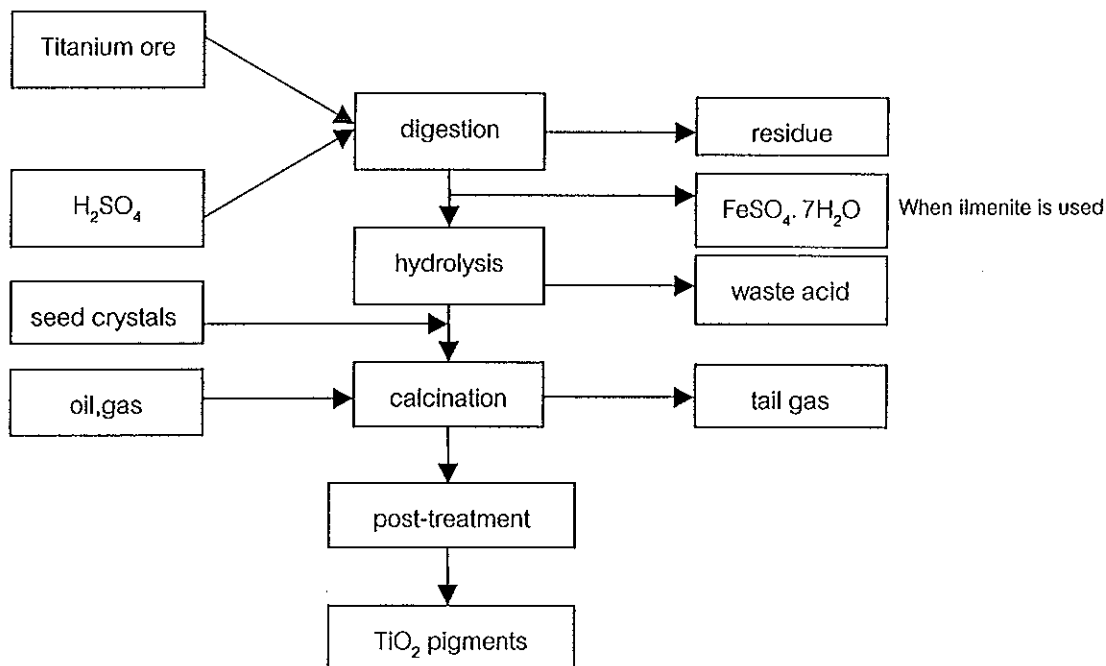 Titanium ore
digestion
residue
H₂SO₄
FeSO₄. 7H₂O
When ilmenite is used
hydrolysis
waste acid
seed crystals
oil,gas
calcination
tail gas
post-treatment
TiO₂ pigments